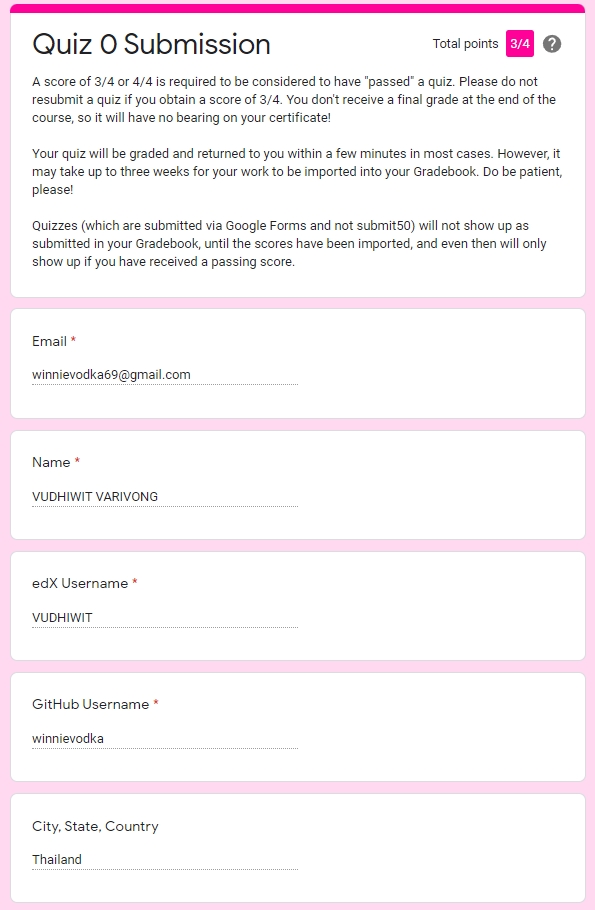 Quiz 0 Submission
Total points 3/4 ?
A score of 3/4 or 4/4 is required to be considered to have "passed" a quiz. Please do not
resubmit a quiz if you obtain a score of 3/4. You don't receive a final grade at the end of the
course, so it will have no bearing on your certificate!
Your quiz will be graded and returned to you within a few minutes in most cases. However, it
may take up to three weeks for your work to be imported into your Gradebook. Do be patient,
please!
Quizzes (which are submitted via Google Forms and not submit50) will not show up as
submitted in your Gradebook, until the scores have been imported, and even then will only
show up if you have received a passing score.
Email *
winnievodka69@gmail.com
Name *
VUDHIWIT VARIVONG
edX Username *
VUDHIWIT
GitHub Username *
winnievodka
City, State, Country
Thailand